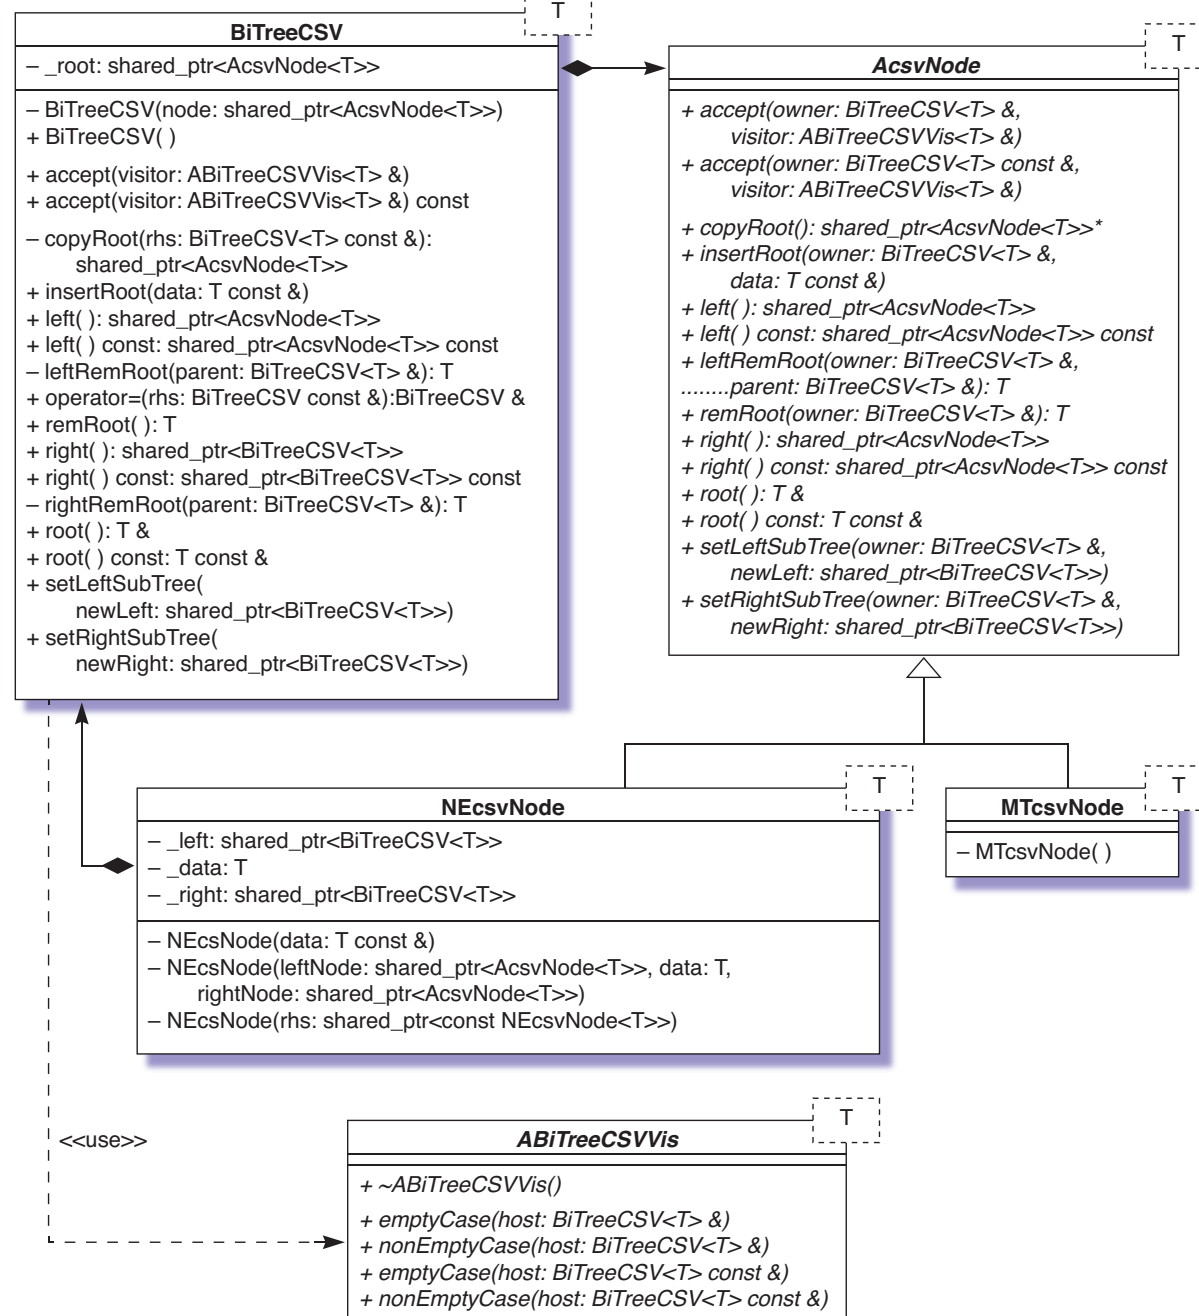 T
BiTreeCSV
– _root: shared_ptr<AcsvNode<T>>
– BiTreeCSV(node: shared_ptr<AcsvNode<T>>)
+ BiTreeCSV( )
+ accept(visitor: ABiTreeCSVVis<T> &)
+ accept(visitor: ABiTreeCSVVis<T> &) const
– copyRoot(rhs: BiTreeCSV<T> const &):
shared_ptr<AcsvNode<T>>
+ insertRoot(data: T const &)
+ left( ): shared_ptr<AcsvNode<T>>
+ left( ) const: shared_ptr<AcsvNode<T>> const
– leftRemRoot(parent: BiTreeCSV<T> &): T
+ operator=(rhs: BiTreeCSV const &):BiTreeCSV &
+ remRoot( ): T
+ right( ): shared_ptr<BiTreeCSV<T>>
+ right( ) const: shared_ptr<BiTreeCSV<T>> const
– rightRemRoot(parent: BiTreeCSV<T> &): T
+ root( ): T &
+ root( ) const: T const &
+ setLeftSubTree(
newLeft: shared_ptr<BiTreeCSV<T>>)
+ setRightSubTree(
newRight: shared_ptr<BiTreeCSV<T>>)
T
AcsvNode
+ accept(owner: BiTreeCSV<T> &,
visitor: ABiTreeCSVVis<T> &)
+ accept(owner: BiTreeCSV<T> const &,
visitor: ABiTreeCSVVis<T> &)
+ copyRoot(): shared_ptr<AcsvNode<T>>*
+ insertRoot(owner: BiTreeCSV<T> &,
data: T const &)
+ left( ): shared_ptr<AcsvNode<T>>
+ left( ) const: shared_ptr<AcsvNode<T>> const
+ leftRemRoot(owner: BiTreeCSV<T> &,
........parent: BiTreeCSV<T> &): T
+ remRoot(owner: BiTreeCSV<T> &): T
+ right( ): shared_ptr<AcsvNode<T>>
+ right( ) const: shared_ptr<AcsvNode<T>> const
+ root( ): T &
+ root( ) const: T const &
+ setLeftSubTree(owner: BiTreeCSV<T> &,
newLeft: shared_ptr<BiTreeCSV<T>>)
+ setRightSubTree(owner: BiTreeCSV<T> &,
newRight: shared_ptr<BiTreeCSV<T>>)
T
NEcsvNode
– _left: shared_ptr<BiTreeCSV<T>>
– _data: T
– _right: shared_ptr<BiTreeCSV<T>>
– NEcsNode(data: T const &)
– NEcsNode(leftNode: shared_ptr<AcsvNode<T>>, data: T,
rightNode: shared_ptr<AcsvNode<T>>)
– NEcsNode(rhs: shared_ptr<const NEcsvNode<T>>)
T
MTcsvNode
– MTcsvNode( )
<<use>>
T
ABiTreeCSVVis
+ ~ABiTreeCSVVis()
+ emptyCase(host: BiTreeCSV<T> &)
+ nonEmptyCase(host: BiTreeCSV<T> &)
+ emptyCase(host: BiTreeCSV<T> const &)
+ nonEmptyCase(host: BiTreeCSV<T> const &)